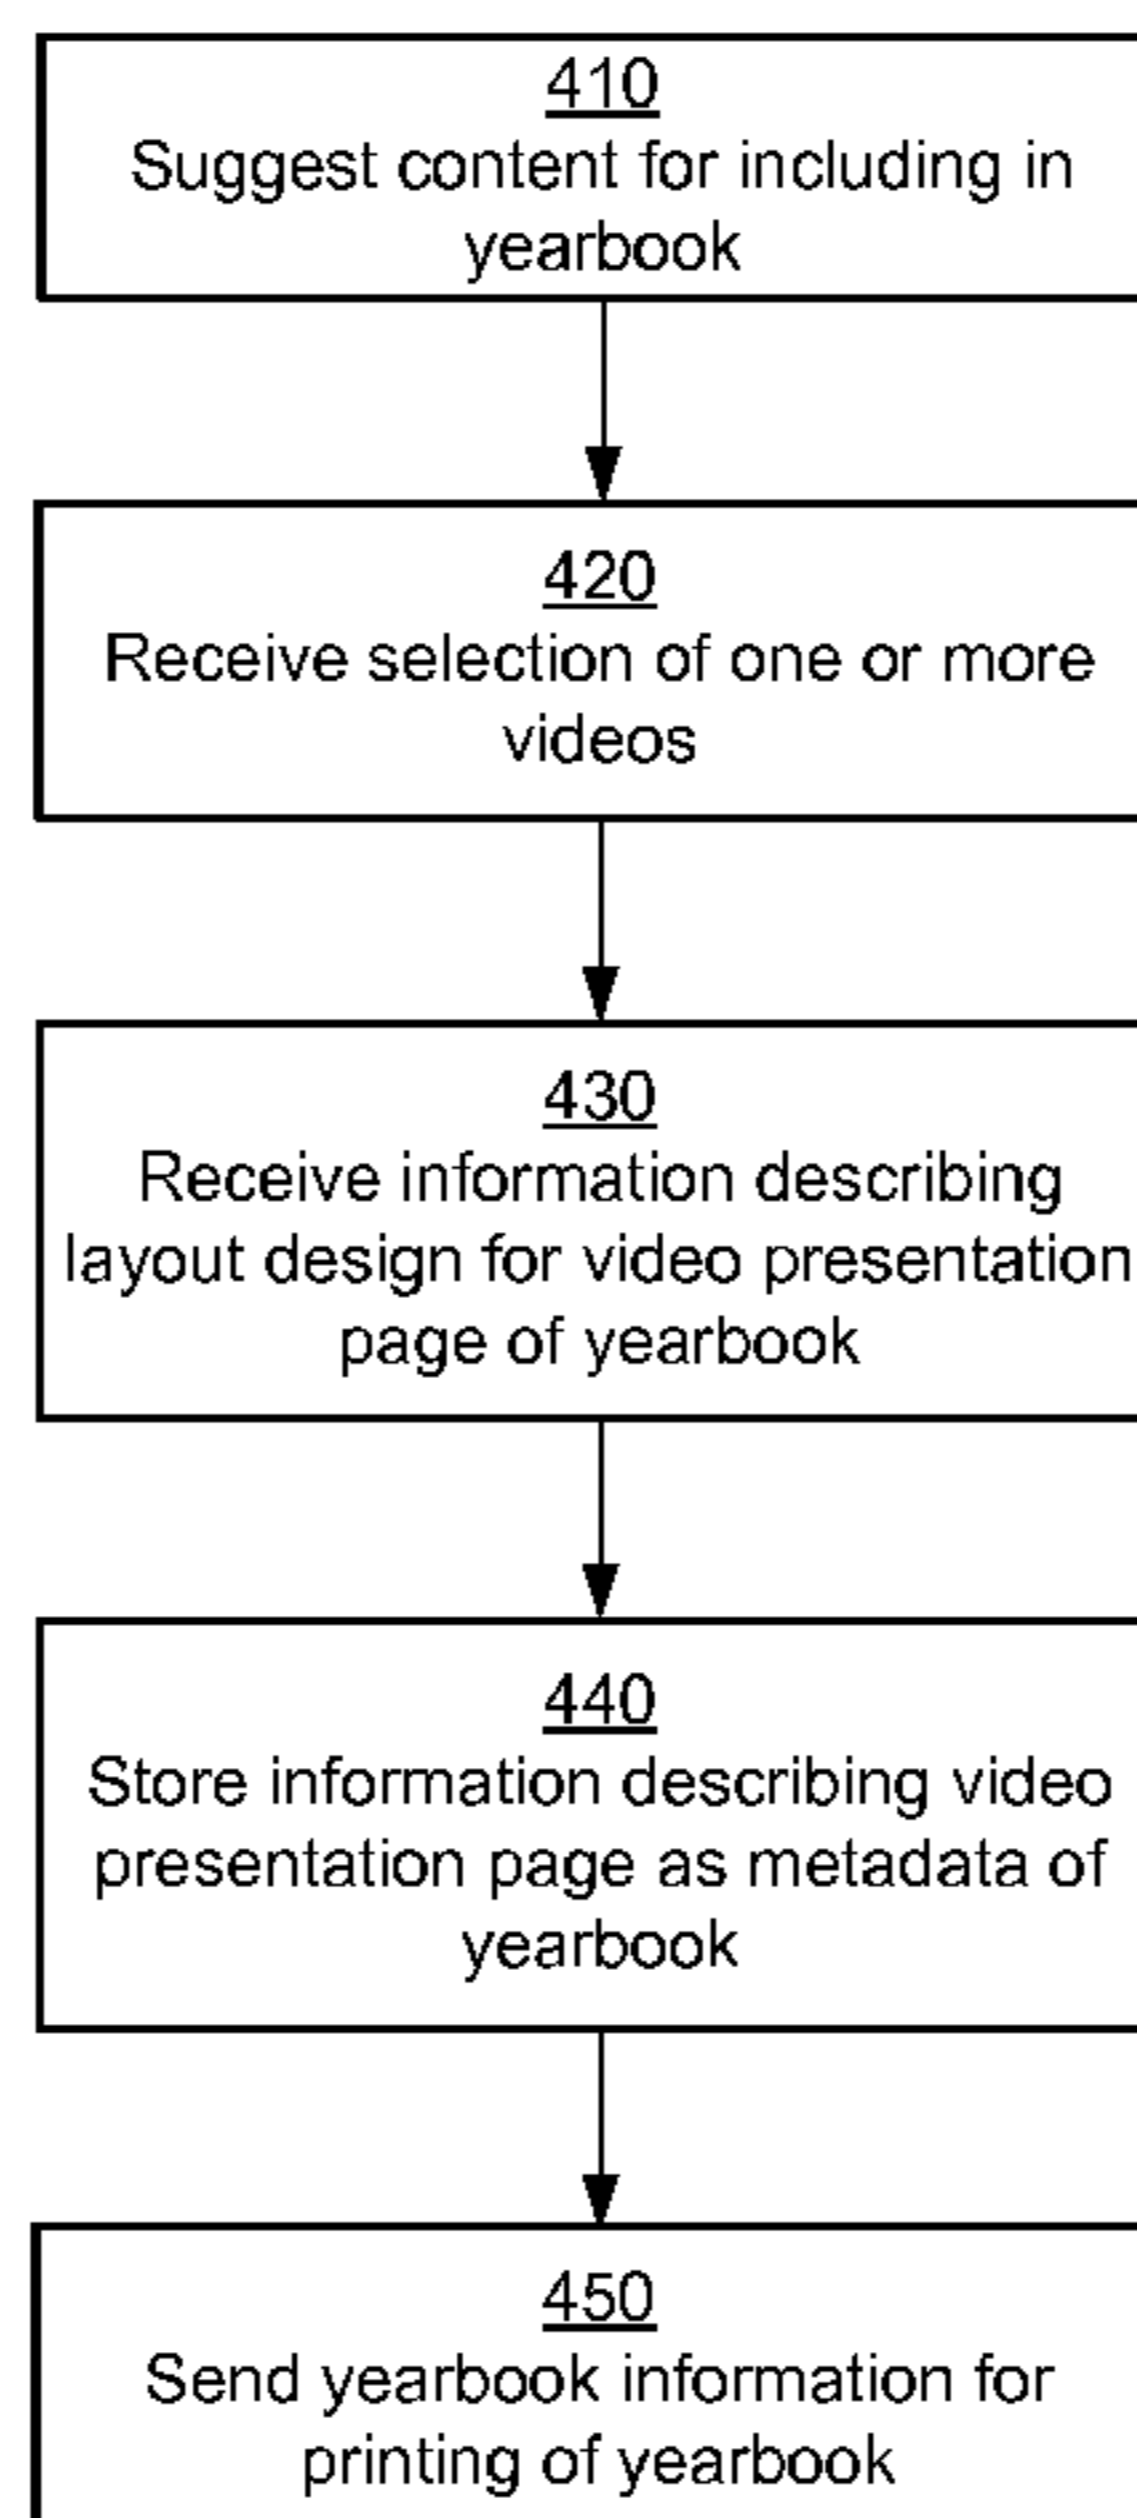 410
Suggest content for including in
yearbook
420
Receive selection of one or more
videos
430
Receive information describing
layout design for video presentation
page of yearbook
440
Store information describing video
presentation page as metadata of
yearbook
450
Send yearbook information for
printing of yearbook